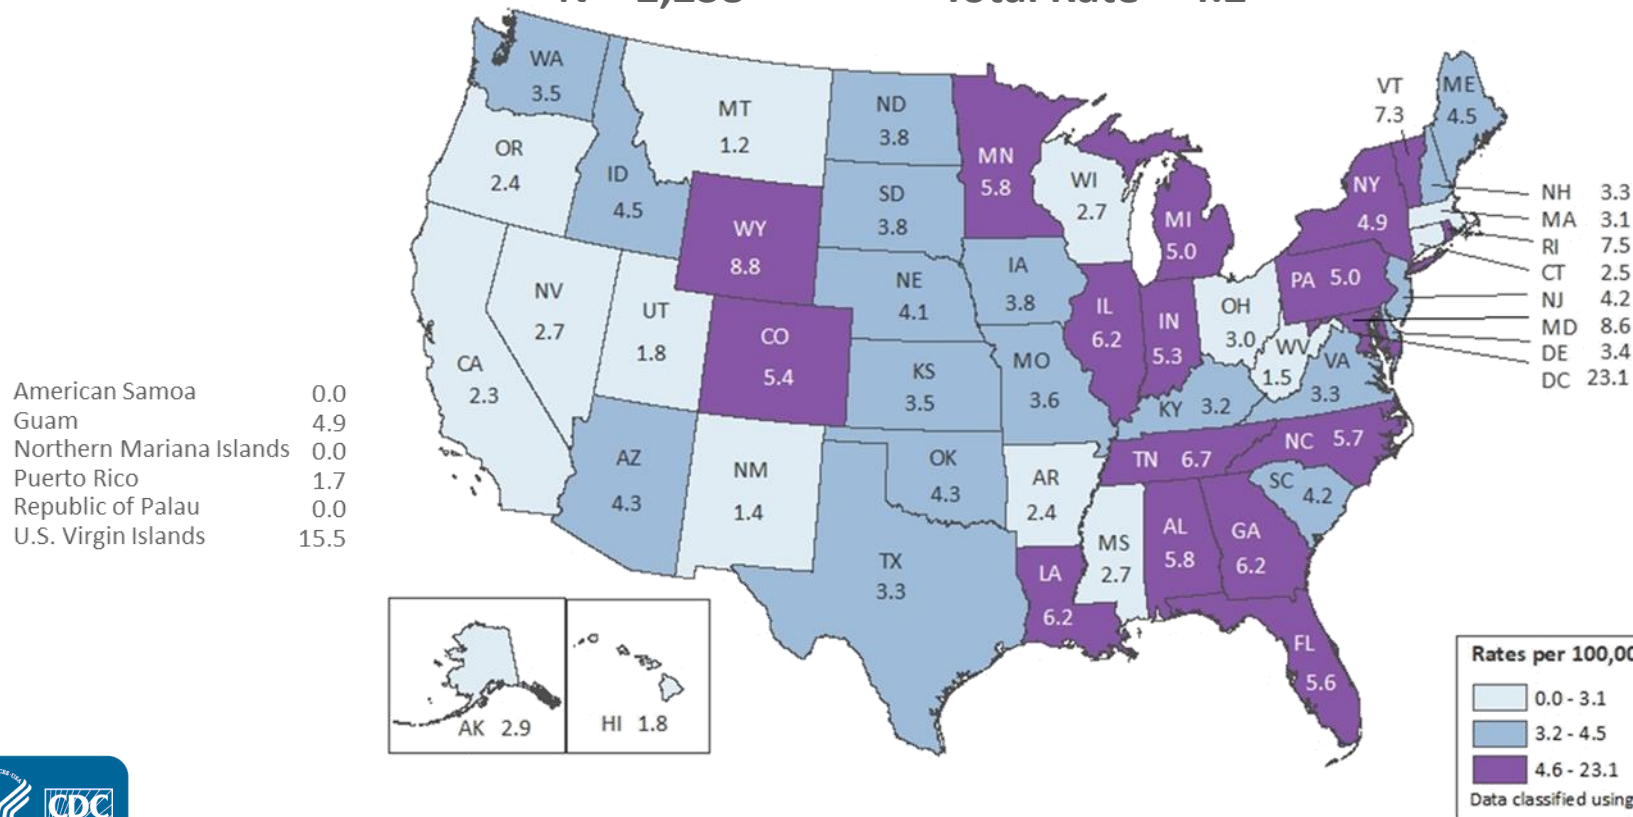 WA
3.5
MT
1.2
ND
3.8
VT
7.3
ME
4.5
OR
2.4
ID
4.5
MN
5.8
WI
2.7
NY
4.9
SD
3.8
MI
5.0
NH 3.3
MA 3.1
RI 7.5
CT 2.5
NJ 4.2
MD 8.6
DE 3.4
DC 23.1
WY
8.8
NE
4.1
IA
3.8
PA 5.0
NV
2.7
UT
1.8
CO
5.4
IL
6.2
IN
5.3
OH
3.0
WV
1.5
VA
3.3
CA
2.3
KS
3.5
MO
3.6
KY 3.2
American Samoa 0.0
Guam 4.9
Northern Mariana Islands 0.0
Puerto Rico 1.7
Republic of Palau 0.0
U.S. Virgin Islands 15.5
AZ
4.3
NM
1.4
OK
4.3
AR
2.4
TN 6.7
NC 5.7
SC
4.2
TX
3.3
LA
6.2
MS
2.7
AL
5.8
GA
6.2
FL
5.6
AK 2.9
HI 1.8
Rates per 100,00
0.0 - 3.1
3.2 - 4.5
4.6 - 23.1
Data classified using
CDC